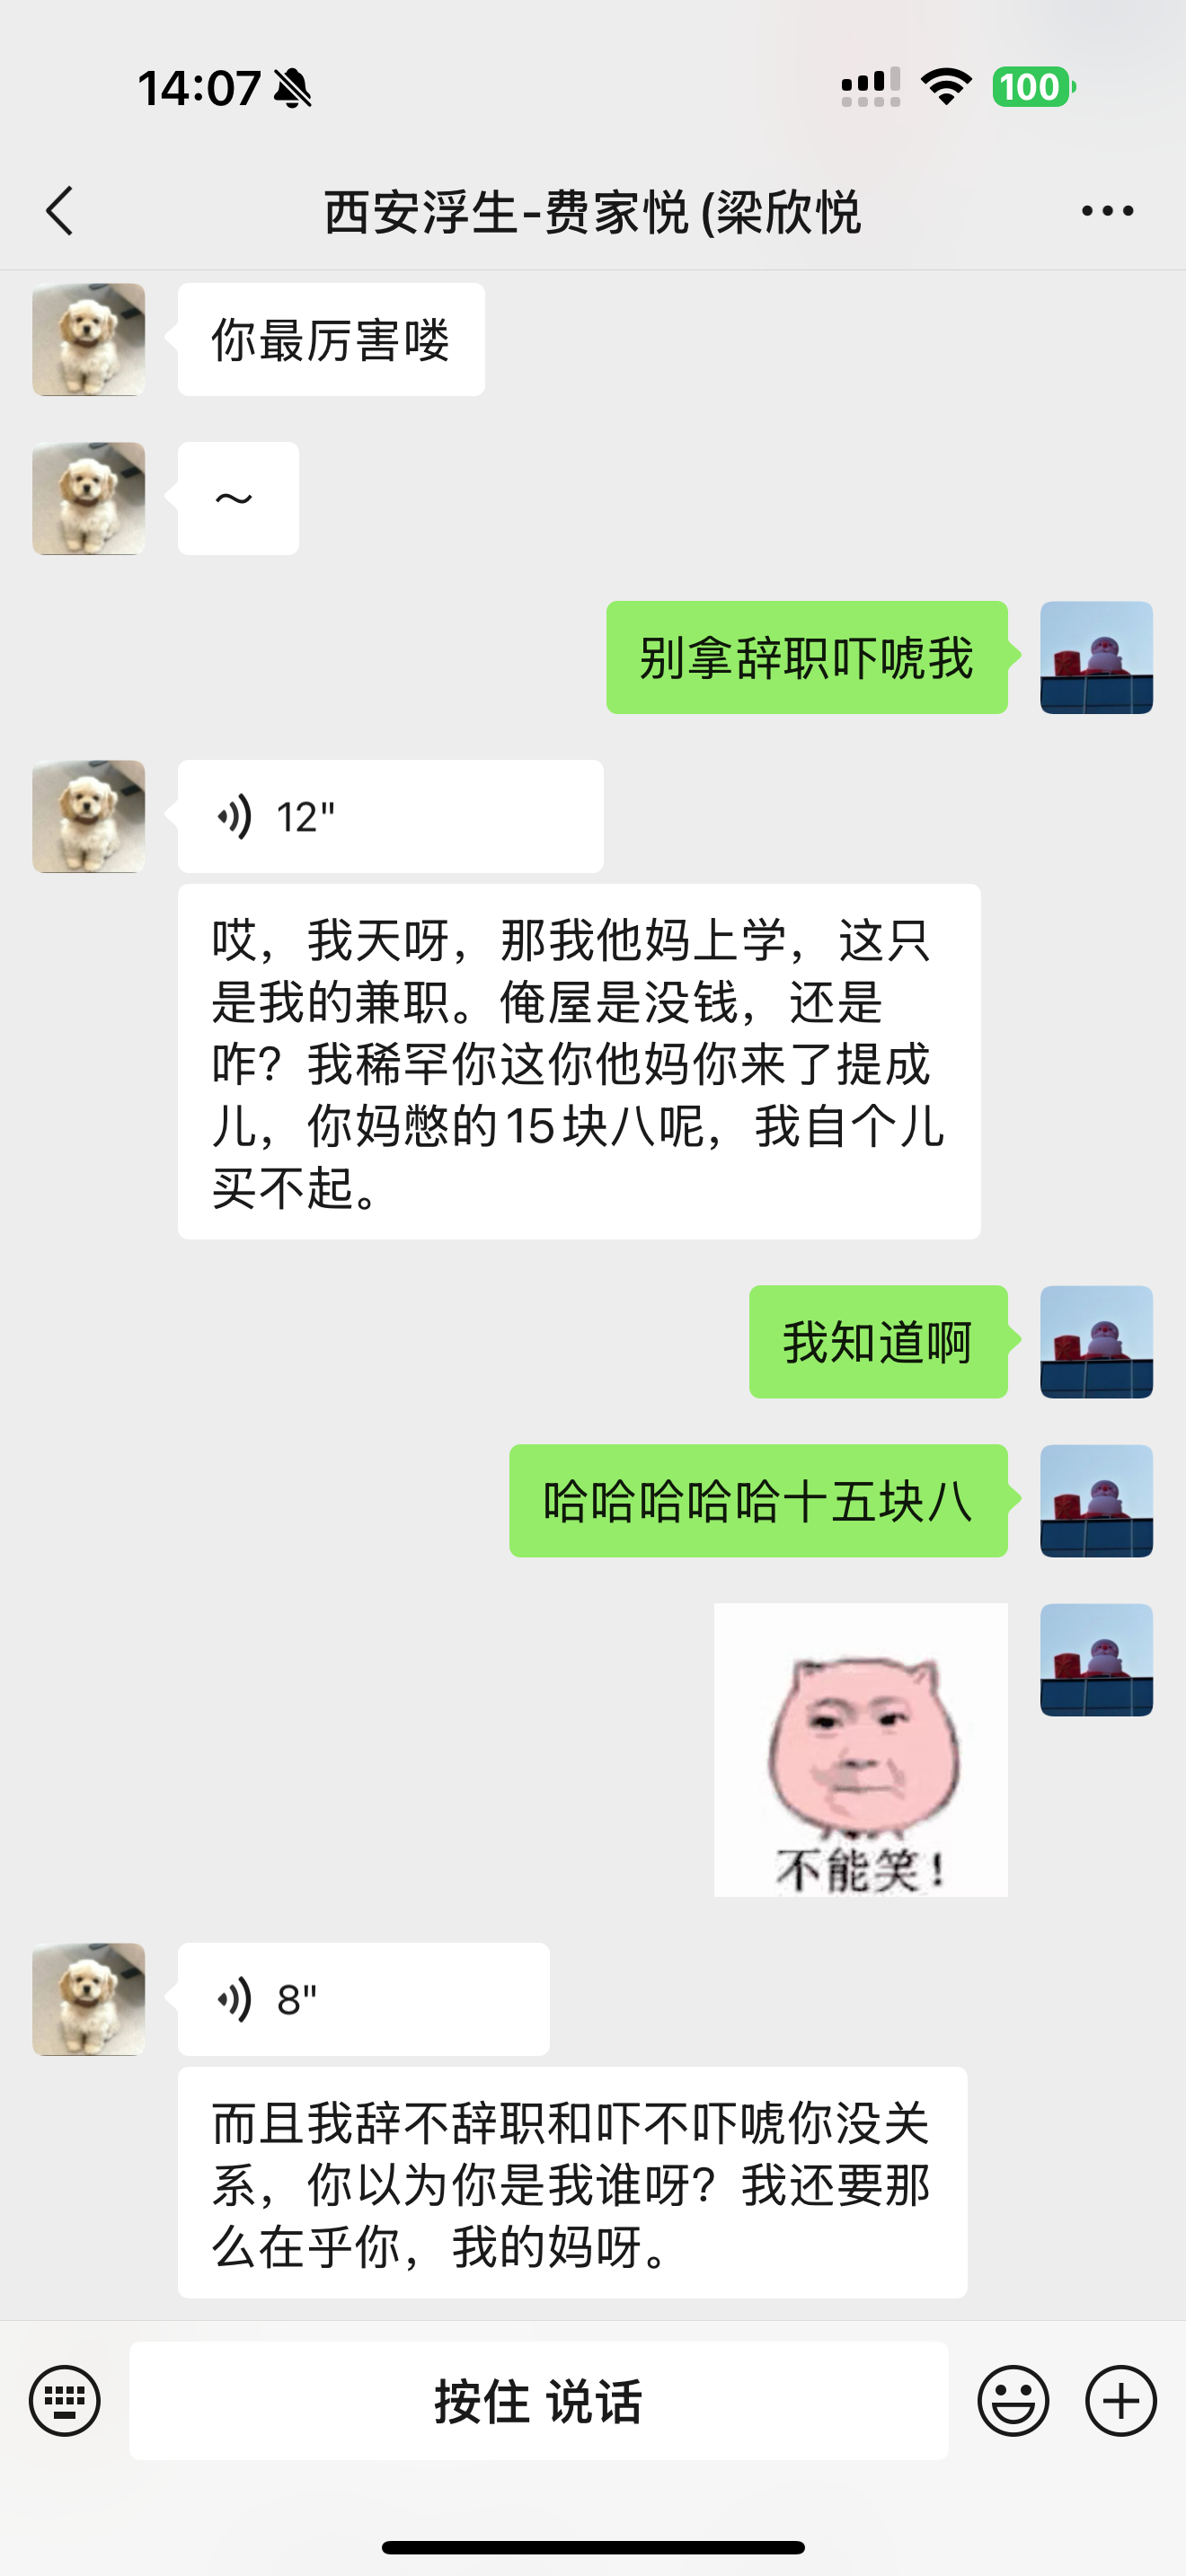 14:07
100
西安浮生-费家悦 (梁欣悦
你最厉害喽
～
别拿辞职吓唬我
12"
哎，我天呀，那我他妈上学，这只
是我的兼职。俺屋是没钱，还是
咋？我稀罕你这你他妈你来了提成
儿，你妈憋的15块八呢，我自个儿
买不起。
我知道啊
哈哈哈哈哈十五块八
不能笑！
8"
而且我辞不辞职和吓不吓唬你没关
系，你以为你是我谁呀？我还要那
么在乎你，我的妈呀。
按住 说话